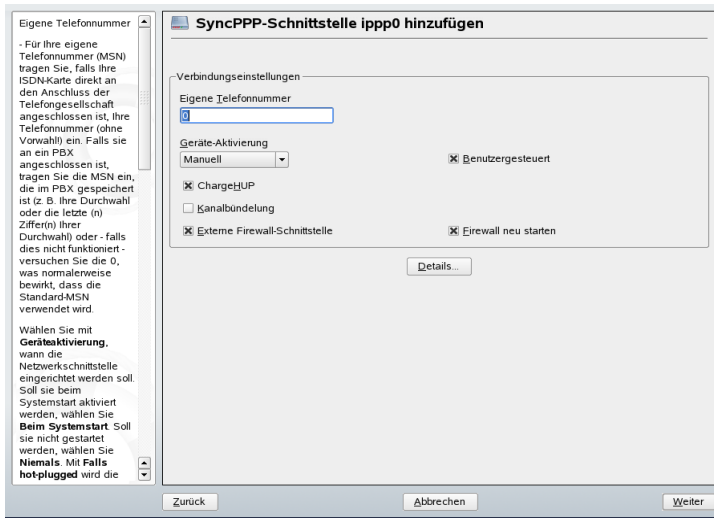 Eigene Telefonnummer
- Für Ihre eigene
Telefonnummer (MSN)
tragen Sie, falls Ihre
ISDN-Karte direkt an
den Anschluss der
Telefongesellschaft
angeschlossen ist, Ihre
Telefonnummer (ohne
Vorwahl!) ein. Falls sie
an ein PBX
angeschlossen ist,
tragen Sie die MSN ein,
die im PBX gespeichert
ist (z. B. Ihre Durchwahl
oder die letzte (n)
Ziffer(n) Ihrer
Durchwahl) oder - falls
dies nicht funktioniert -
versuchen Sie die 0,
was normalerweise
bewirkt, dass die
Standard-MSN
verwendet wird.
Wählen Sie mit
Geräteaktivierung,
wann die
Netzwerkschnittstelle
eingerichtet werden soll.
Soll sie beim
Systemstart aktiviert
werden, wählen Sie
Beim Systemstart. Soll
sie nicht gestartet
werden, wählen Sie
Niemals. Mit Falls
hot-plugged wird die
SyncPPP-Schnittstelle ippp0 hinzufügen
Verbindungseinstellungen
Eigene Telefonnummer
0
Geräte-Aktivierung
Manuell
Benutzergesteuert
ChargeHUP
Kanalbündelung
Externe Firewall-Schnittstelle
Firewall neu starten
Details...
Zurück
Abbrechen
Weiter